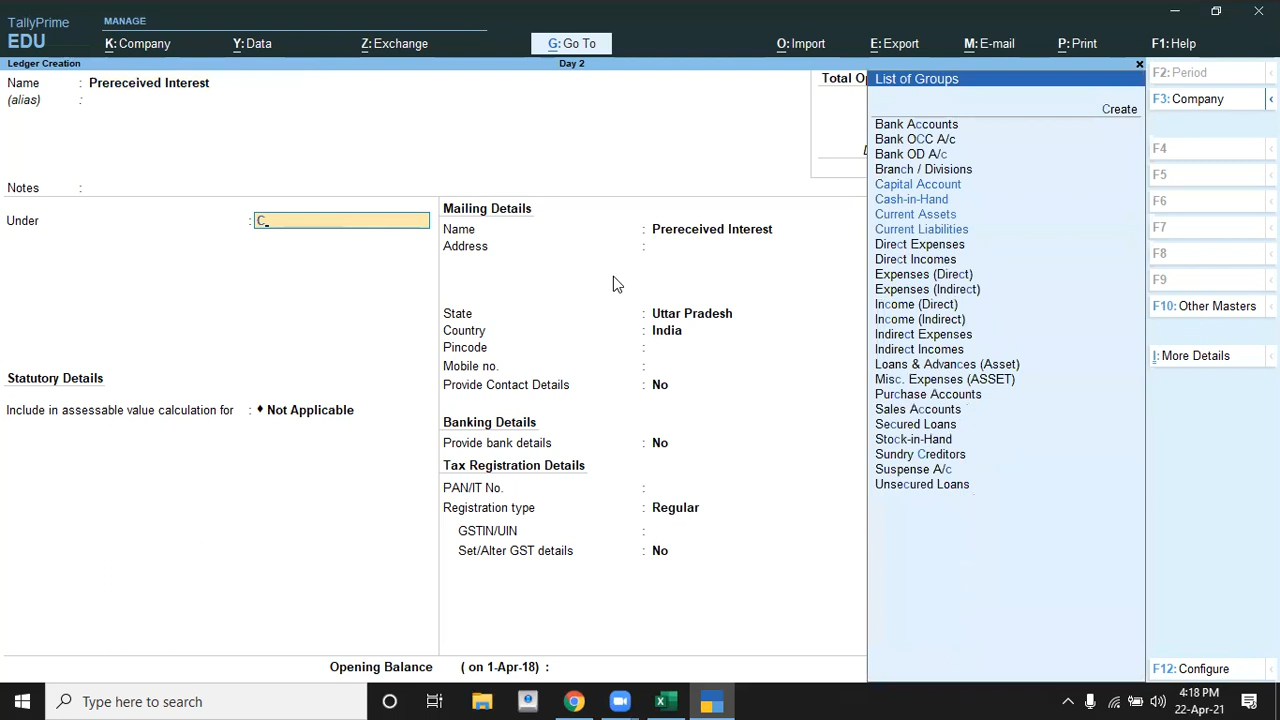 TallyPrime
EDU
MANAGE
K: Company
Y: Data
Z: Exchange
G: Go To
O: Import
E: Export
M: E-mail
P: Print
F1: Help
Ledger Creation
Day 2
Name : Prereceived Interest
(alias) :
Notes :
Under : C
Statutory Details
Include in assessable value calculation for : ♦ Not Applicable
Total Op
Mailing Details
Name : Prereceived Interest
Address :
State : Uttar Pradesh
Country : India
Pincode :
Mobile no. :
Provide Contact Details : No
Banking Details
Provide bank details : No
Tax Registration Details
PAN/IT No. :
Registration type : Regular
GSTIN/UIN :
Set/Alter GST details : No
Opening Balance ( on 1-Apr-18) :
List of Groups
Create
Bank Accounts
Bank OCC A/c
Bank OD A/c
Branch / Divisions
Capital Account
Cash-in-Hand
Current Assets
Current Liabilities
Direct Expenses
Direct Incomes
Expenses (Direct)
Expenses (Indirect)
Income (Direct)
Income (Indirect)
Indirect Expenses
Indirect Incomes
Loans & Advances (Asset)
Misc. Expenses (ASSET)
Purchase Accounts
Sales Accounts
Secured Loans
Stock-in-Hand
Sundry Creditors
Suspense A/c
Unsecured Loans
F2: Period
F3: Company
F4
F5
F6
F7
F8
F9
F10: Other Masters
I: More Details
F12: Configure
Type here to search
4:18 PM
22-Apr-21